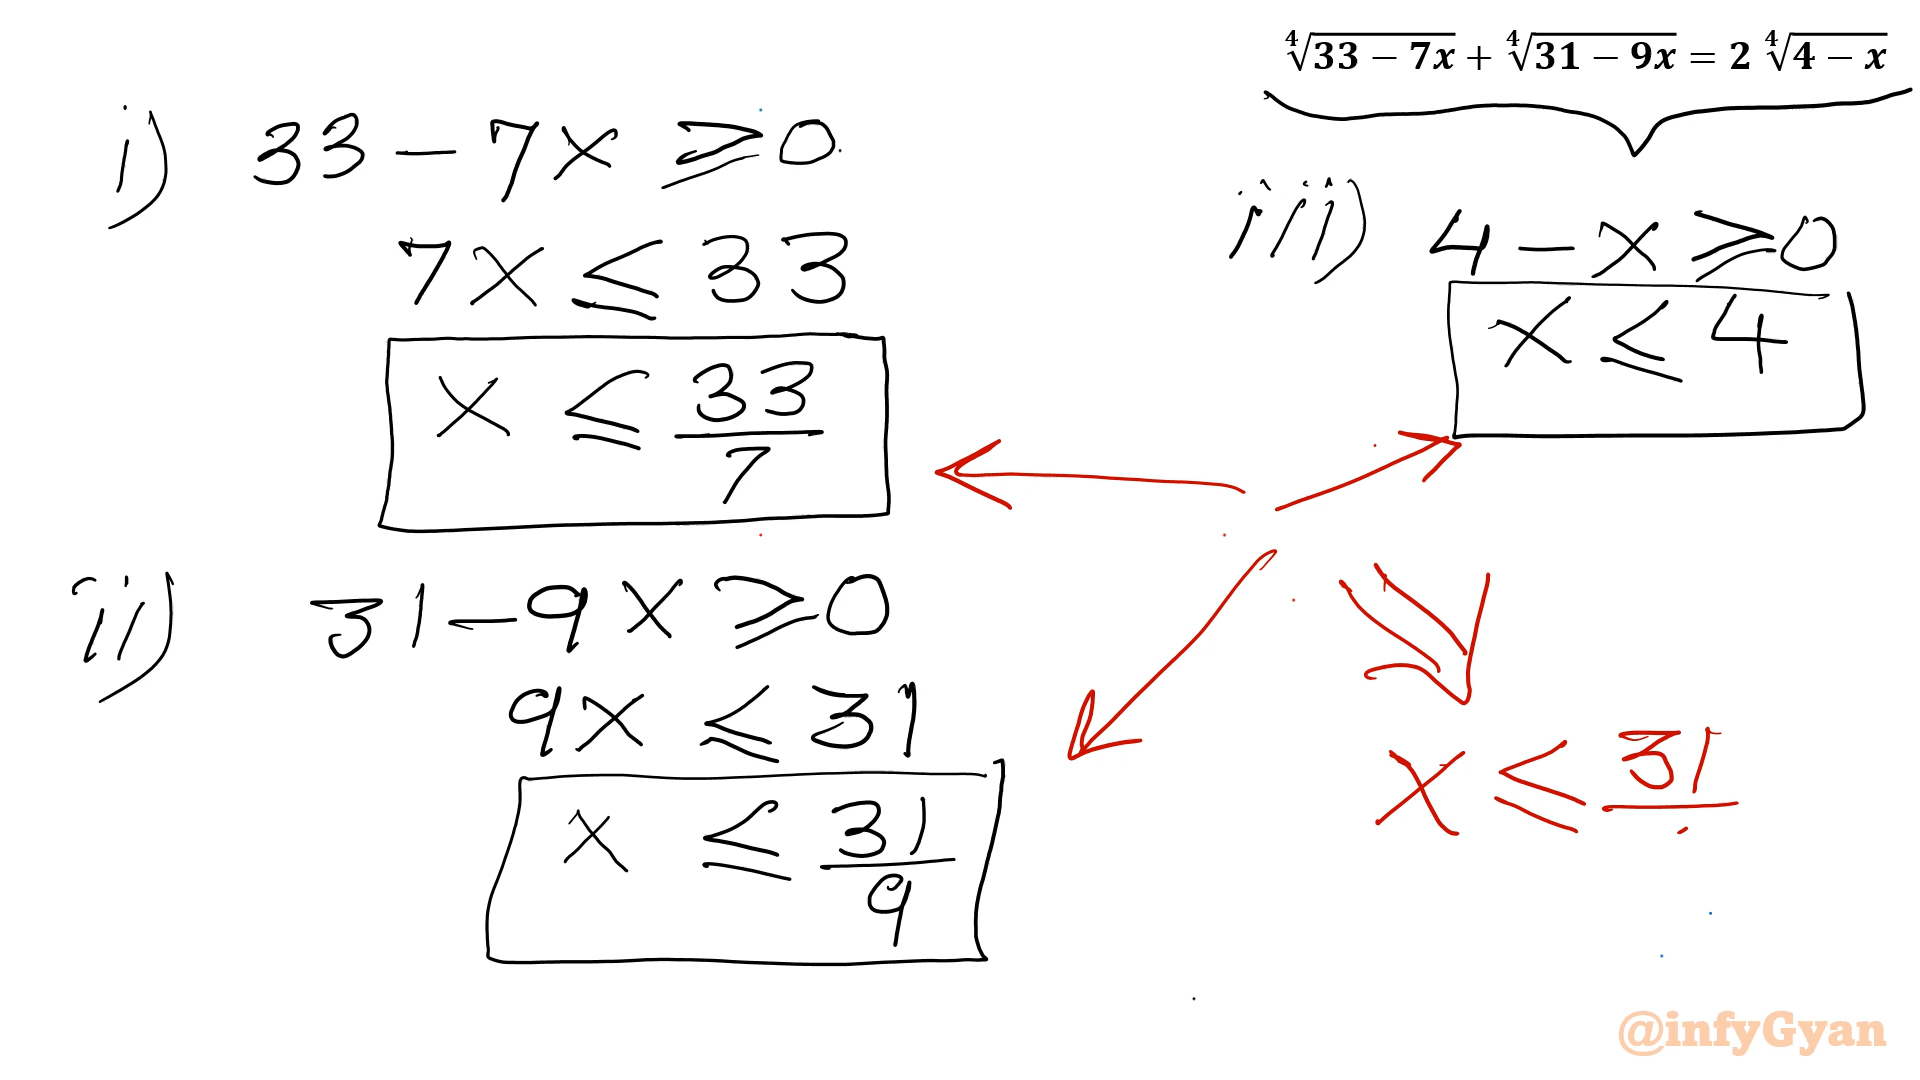 ∜(33 − 7x) + ∜(31 − 9x) = 2 ∜(4 − x)
i) 33 − 7x ≥ 0
7x ≤ 33
x ≤ 33/7
ii) 31 − 9x ≥ 0
9x ≤ 31
x ≤ 31/9
iii) 4 − x ≥ 0
x ≤ 4
x ≤ 31/
@infyGyan